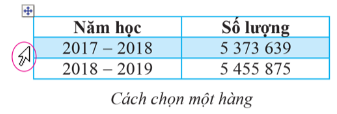 Năm học Số lượng
2017 – 2018 5 373 639
2018 – 2019 5 455 875
Cách chọn một hàng